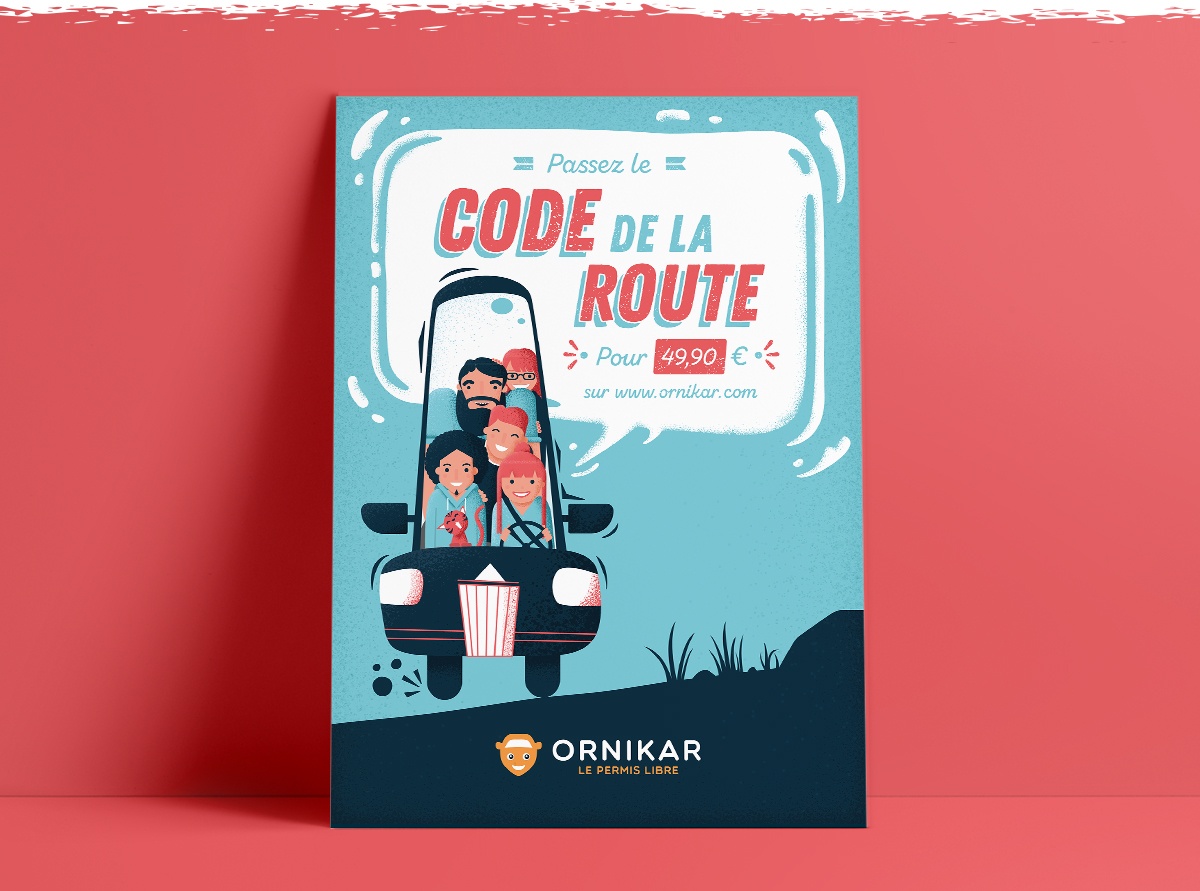 Passez le
CODE DE LA
ROUTE
Pour 49,90 €
sur www.ornikar.com
ORNIKAR
LE PERMIS LIBRE